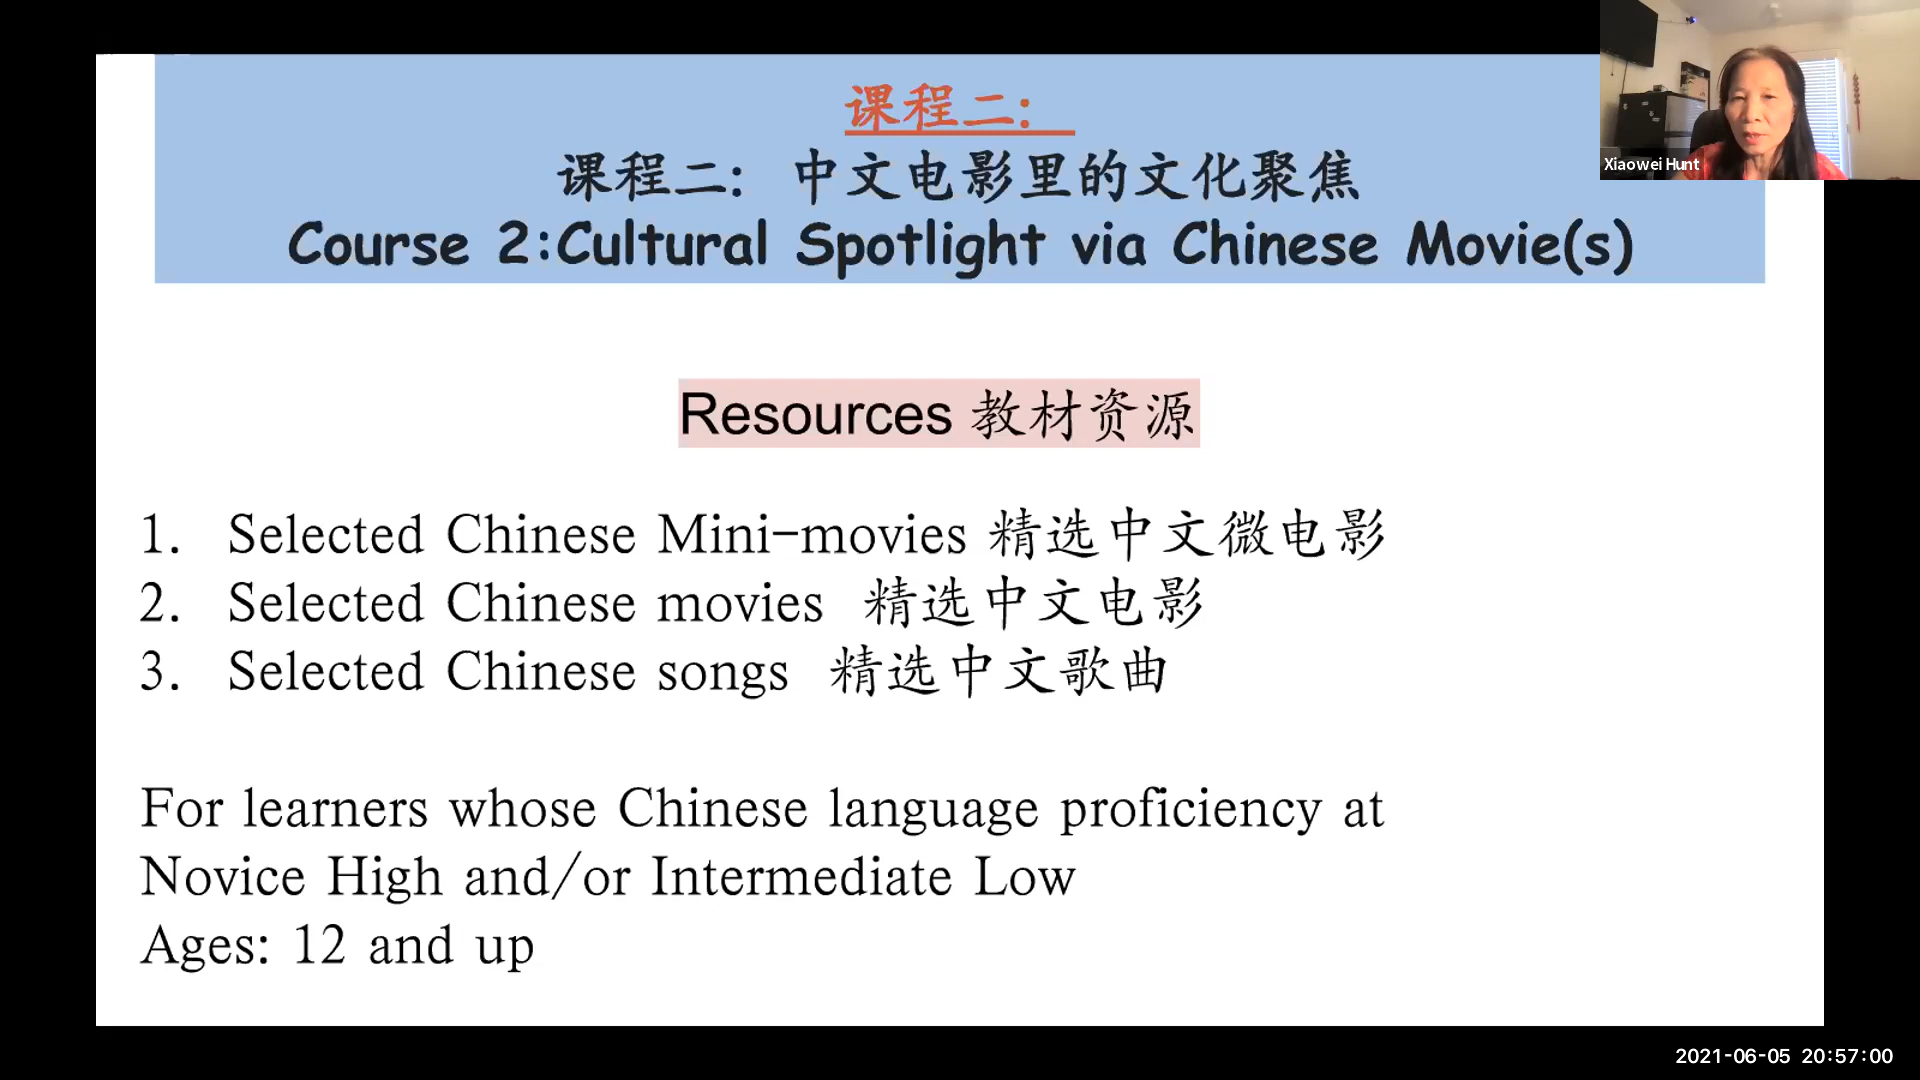 课程二:
课程二: 中文电影里的文化聚焦
Course 2:Cultural Spotlight via Chinese Movie(s)
Xiaowei Hunt
Resources 教材资源
1. Selected Chinese Mini-movies 精选中文微电影
2. Selected Chinese movies 精选中文电影
3. Selected Chinese songs 精选中文歌曲
For learners whose Chinese language proficiency at
Novice High and/or Intermediate Low
Ages: 12 and up
2021-06-05 20:57:00